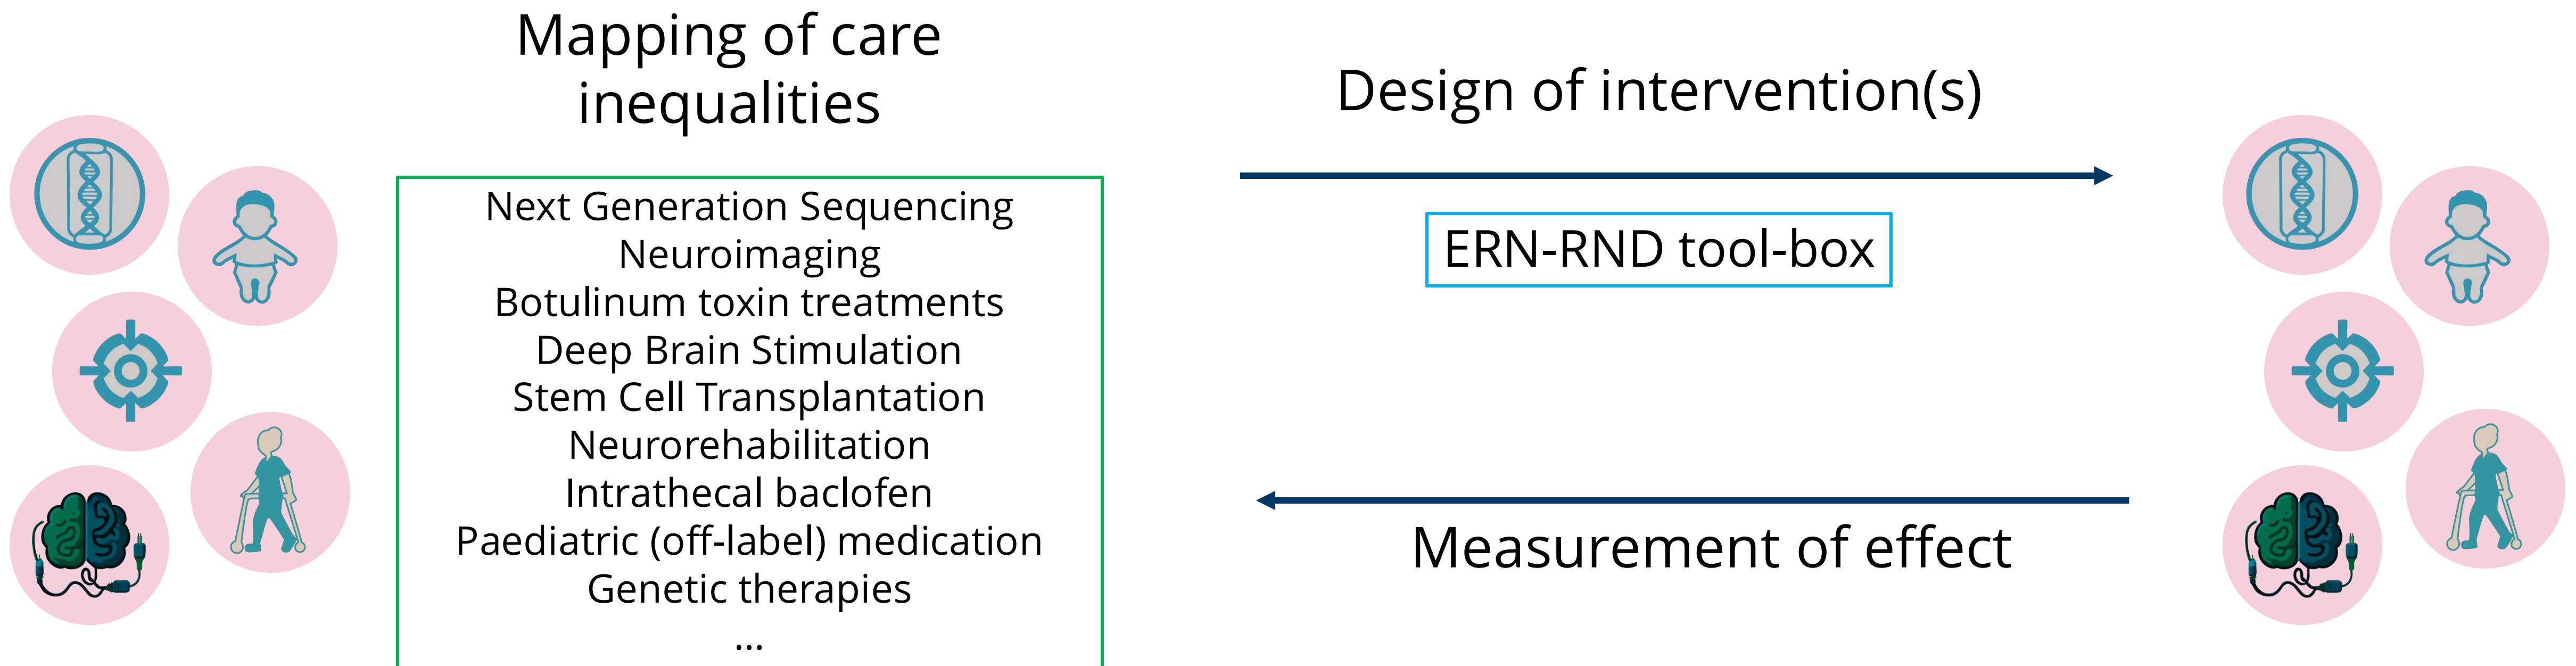 Mapping of care
inequalities
Next Generation Sequencing
Neuroimaging
Botulinum toxin treatments
Deep Brain Stimulation
Stem Cell Transplantation
Neurorehabilitation
Intrathecal baclofen
Paediatric (off-label) medication
Genetic therapies
...
Design of intervention(s)
ERN-RND tool-box
Measurement of effect